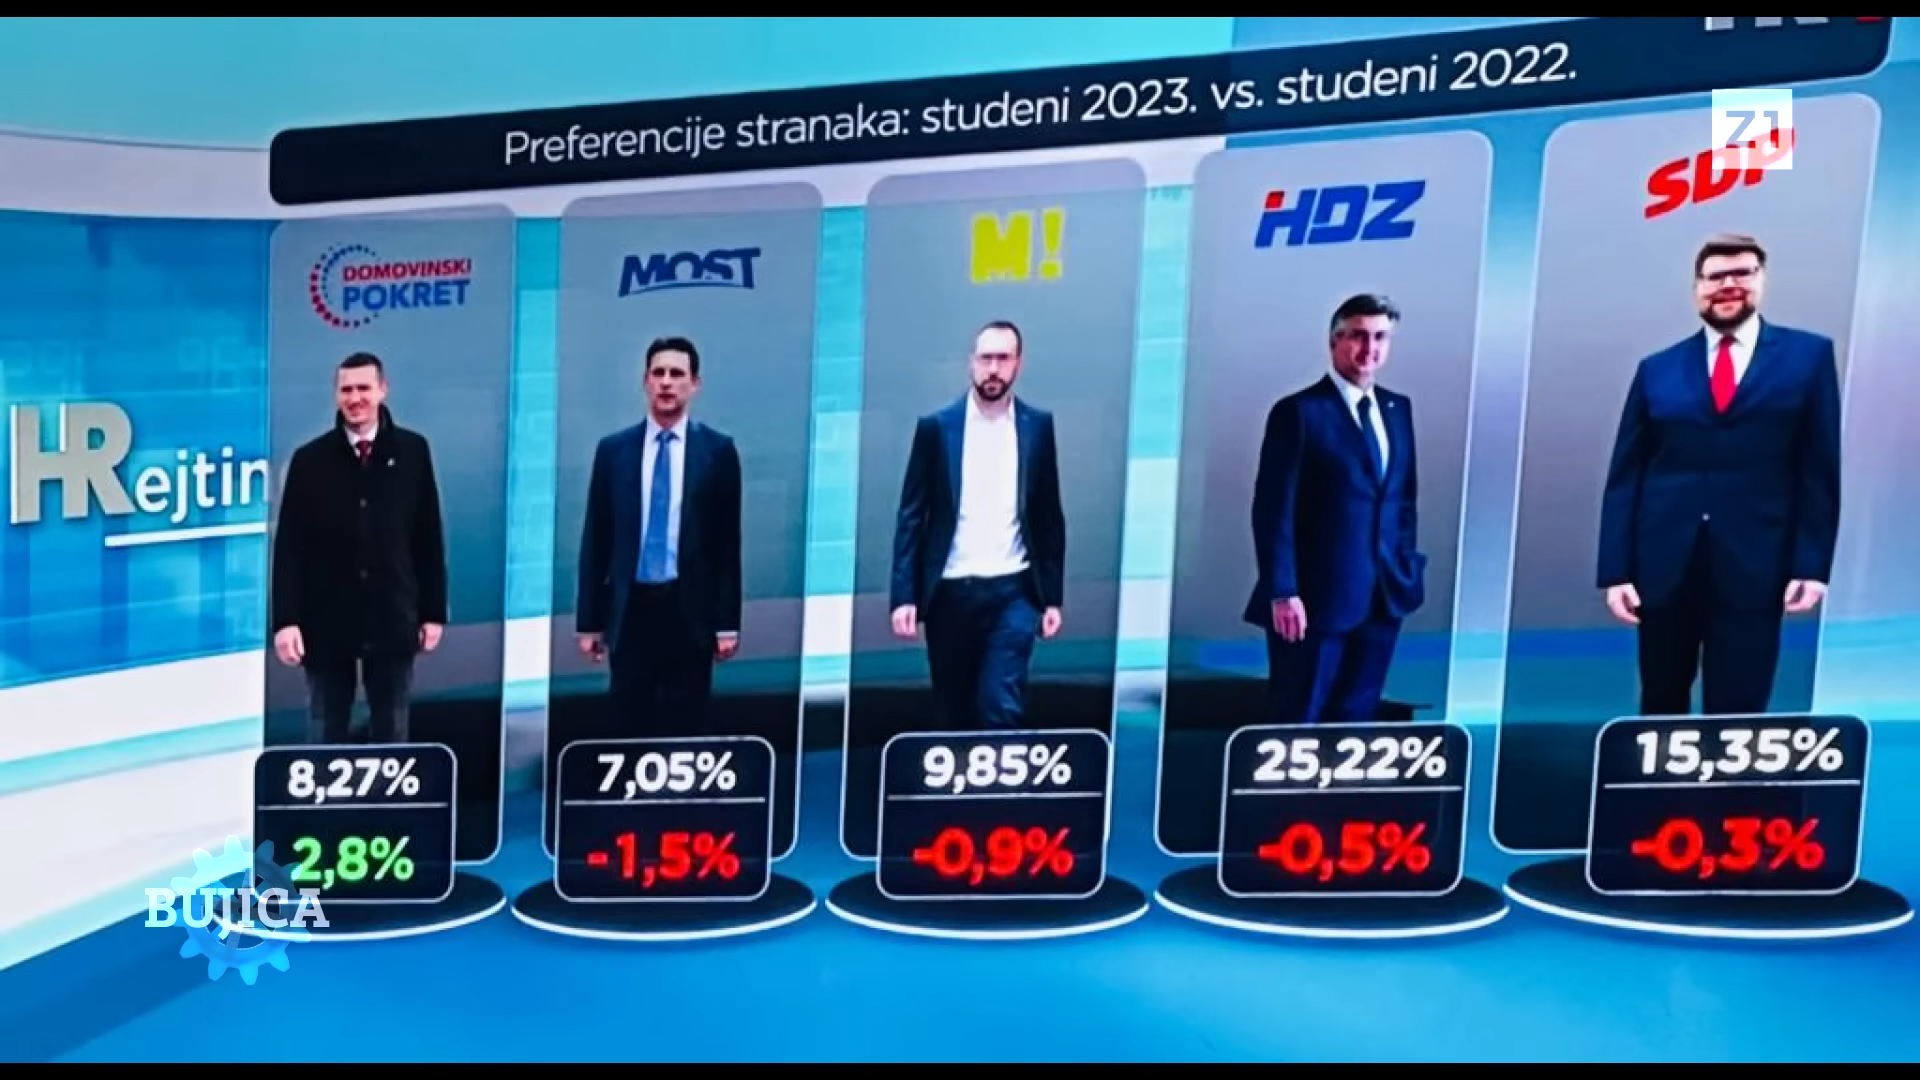 Preferencije stranaka: studeni 2023. vs. studeni 2022.
Z1
DOMOVINSKI
POKRET
MOST
M!
HDZ
SDP
HRejtin
8,27%
2,8%
7,05%
-1,5%
9,85%
-0,9%
25,22%
-0,5%
15,35%
-0,3%
BUJICA